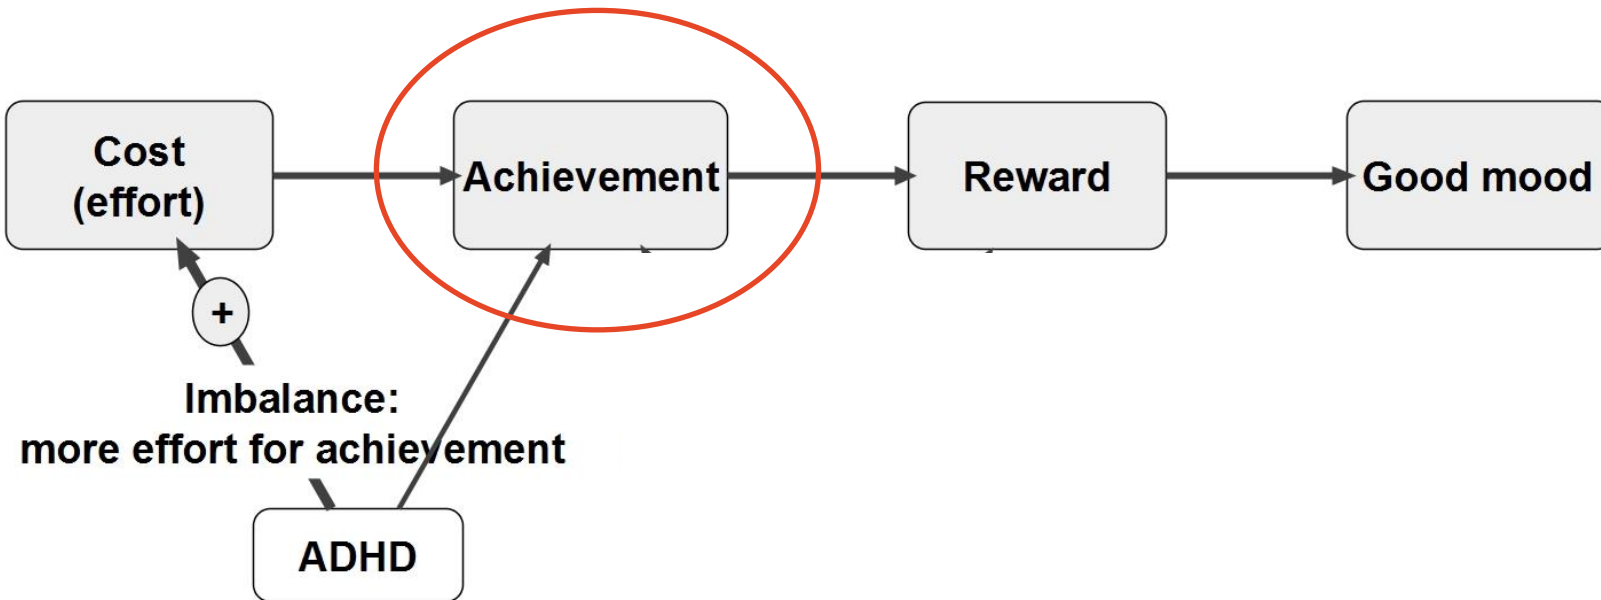 Cost
(effort)
Achievement
Reward
Good mood
+
Imbalance:
more effort for achievement
ADHD